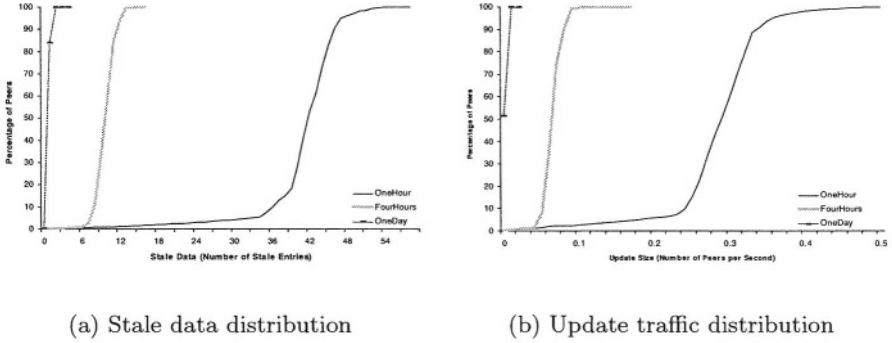 Percentage of Peers
100
90
80
70
60
50
40
30
20
10
0
0 6 12 18 24 30 36 42 48 54
Stale Data (Number of Stale Entries)
OneHour
FourHours
OneDay
(a) Stale data distribution
Percentage of Peers
100
90
80
70
60
50
40
30
20
10
0
0 0.1 0.2 0.3 0.4 0.5
Update Size (Number of Peers per Second)
OneHour
FourHours
OneDay
(b) Update traffic distribution